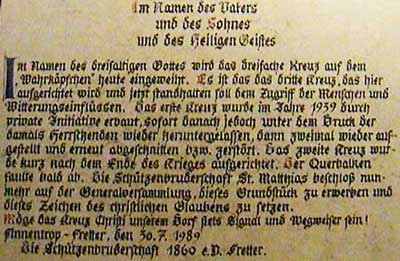 Im Namen des Vaters
und des Sohnes
und des Heiligen Geistes
Im Namen des dreifaltigen Gottes wird das dreifache Kreuz auf dem
"Wahrköpfchen" heute eingeweiht. Es ist das das dritte Kreuz, das hier
aufgerichtet wird und jetzt standhalten soll dem Zugriff der Menschen und
Witterungseinflüssen. Das erste Kreuz wurde im Jahre 1939 durch
private Initiative erbaut, sofort danach jedoch unter dem Druck der
damals Herrschenden wieder heruntergelassen, dann zweimal wieder auf-
gestellt und erneut abgeschnitten bzw. zerstört. Das zweite Kreuz wur-
de kurz nach dem Ende des Krieges aufgerichtet. Der Querbalken
faulte bald ab. Die Schützenbruderschaft St. Matthias beschloß nun-
mehr auf der Generalversammlung, dieses Grundstück zu erwerben und
dieses Zeichen des christlichen Glaubens zu setzen.
Möge das Kreuz Christi unserem Dorf stets Signal und Wegweiser sein!
Finnentrop-Fretter, den 30.7.1989
Die Schützenbruderschaft 1860 e.V. Fretter.